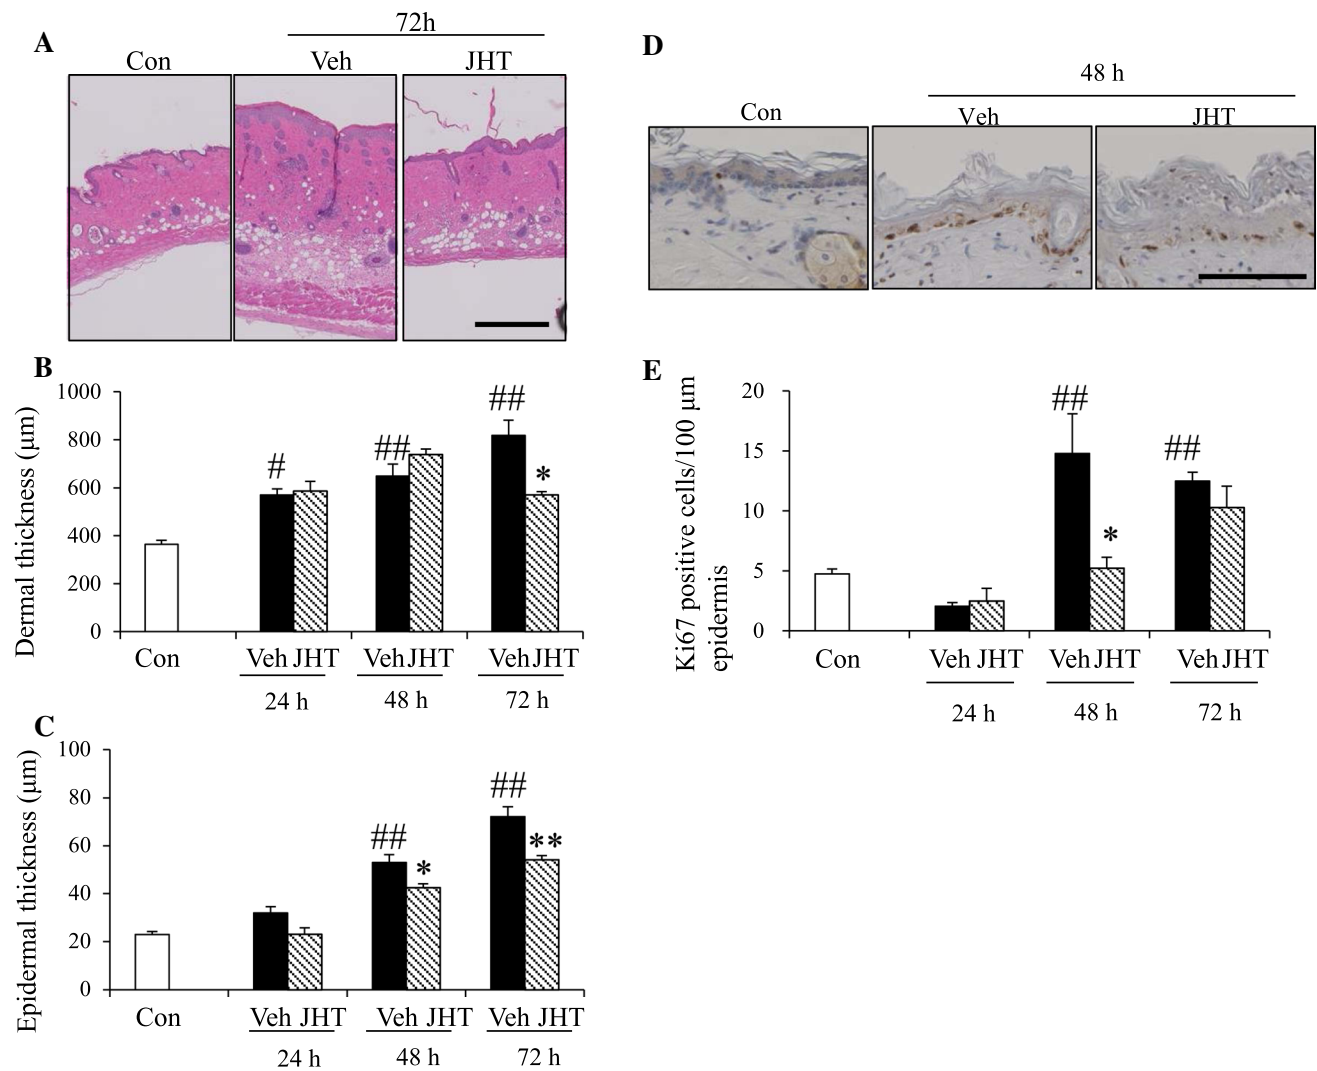 A
72h
Con Veh JHT
B
1000
800
600
400
200
0
Dermal thickness (µm)
#
##
##
*
Con Veh JHT Veh JHT Veh JHT
24 h 48 h 72 h
C
100
80
60
40
20
0
Epidermal thickness (µm)
##
*
##
**
Con Veh JHT Veh JHT Veh JHT
24 h 48 h 72 h
D
48 h
Con Veh JHT
E
20
15
10
5
0
Ki67 positive cells/100 µm
epidermis
##
*
##
Con Veh JHT Veh JHT Veh JHT
24 h 48 h 72 h